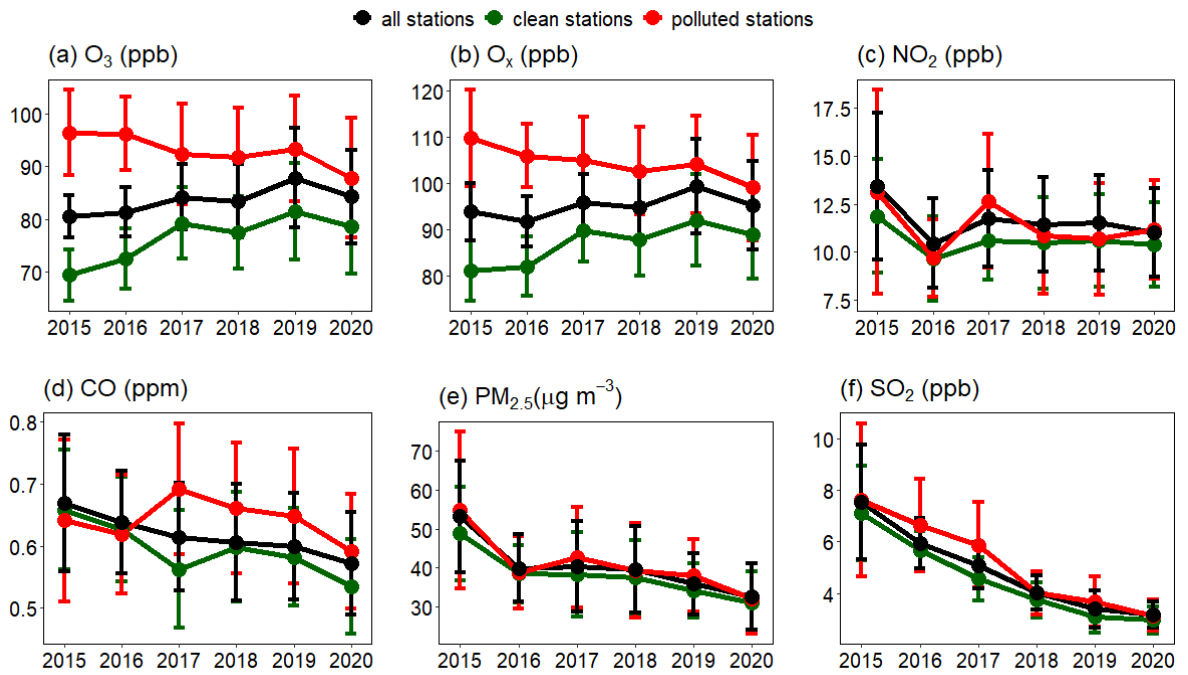 all stations clean stations polluted stations
(a) O₃ (ppb)
100
90
80
70
2015 2016 2017 2018 2019 2020
(b) Oₓ (ppb)
120
110
100
90
80
2015 2016 2017 2018 2019 2020
(c) NO₂ (ppb)
17.5
15.0
12.5
10.0
7.5
2015 2016 2017 2018 2019 2020
(d) CO (ppm)
0.8
0.7
0.6
0.5
2015 2016 2017 2018 2019 2020
(e) PM₂.₅(μg m⁻³)
70
60
50
40
30
2015 2016 2017 2018 2019 2020
(f) SO₂ (ppb)
10
8
6
4
2015 2016 2017 2018 2019 2020